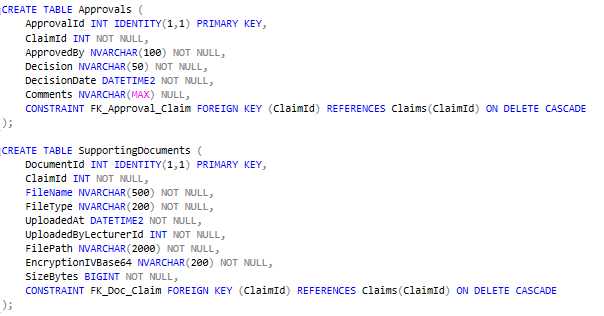 CREATE TABLE Approvals (
ApprovalId INT IDENTITY(1,1) PRIMARY KEY,
ClaimId INT NOT NULL,
ApprovedBy NVARCHAR(100) NOT NULL,
Decision NVARCHAR(50) NOT NULL,
DecisionDate DATETIME2 NOT NULL,
Comments NVARCHAR(MAX) NULL,
CONSTRAINT FK_Approval_Claim FOREIGN KEY (ClaimId) REFERENCES Claims(ClaimId) ON DELETE CASCADE
);
CREATE TABLE SupportingDocuments (
DocumentId INT IDENTITY(1,1) PRIMARY KEY,
ClaimId INT NOT NULL,
FileName NVARCHAR(500) NOT NULL,
FileType NVARCHAR(200) NOT NULL,
UploadedAt DATETIME2 NOT NULL,
UploadedByLecturerId INT NOT NULL,
FilePath NVARCHAR(2000) NOT NULL,
EncryptionIVBase64 NVARCHAR(200) NOT NULL,
SizeBytes BIGINT NOT NULL,
CONSTRAINT FK_Doc_Claim FOREIGN KEY (ClaimId) REFERENCES Claims(ClaimId) ON DELETE CASCADE
);